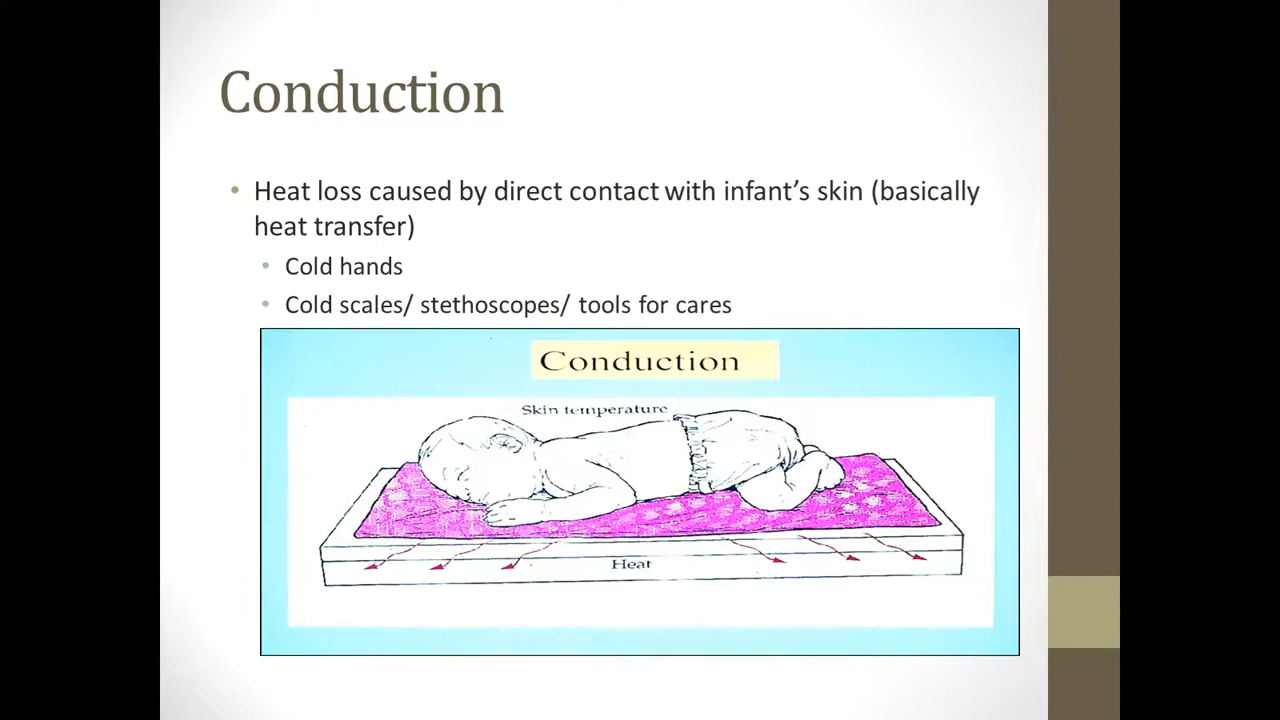 Conduction
• Heat loss caused by direct contact with infant’s skin (basically
heat transfer)
• Cold hands
• Cold scales/ stethoscopes/ tools for cares
Conduction
Skin temperature
Heat